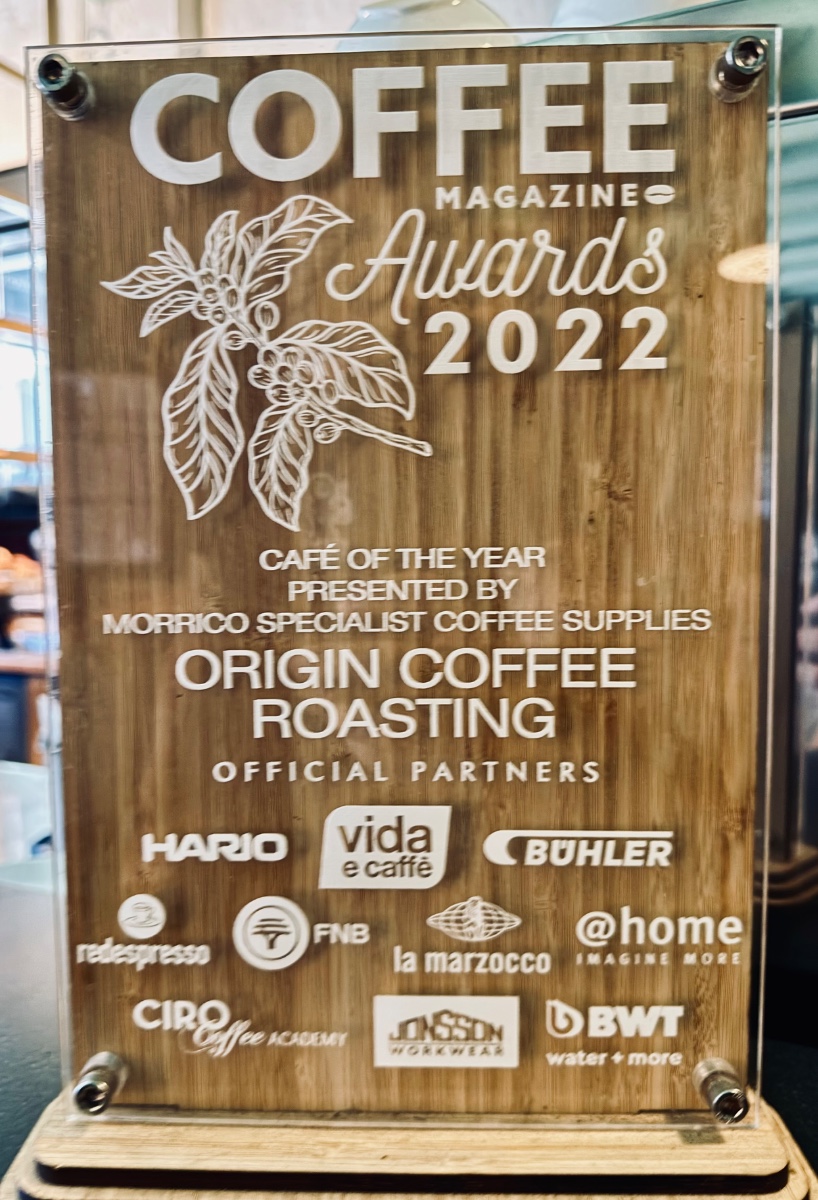 COFFEE
MAGAZINE
Awards
2022
CAFÉ OF THE YEAR
PRESENTED BY
MORRICO SPECIALIST COFFEE SUPPLIES
ORIGIN COFFEE
ROASTING
OFFICIAL PARTNERS
HARIO
vida
e caffè
BÜHLER
redespresso
FNB
la marzocco
@home
IMAGINE MORE
CIRO
Coffee ACADEMY
JONSSON
WORKWEAR
BWT
water + more